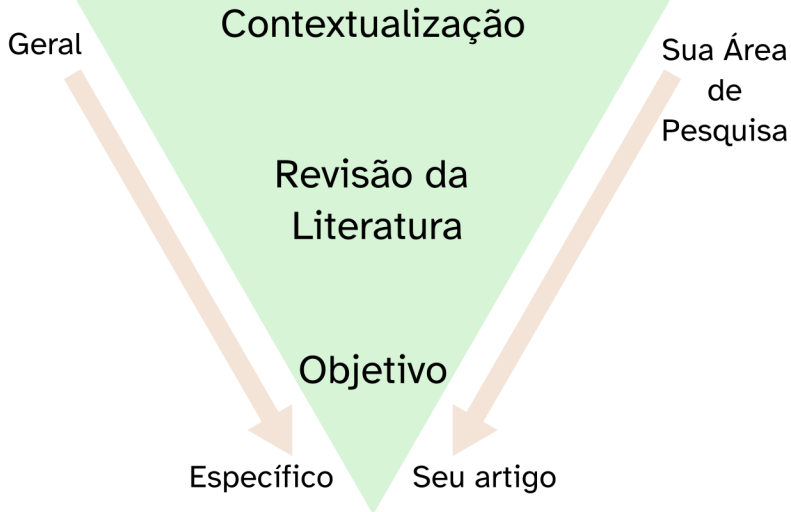 Contextualização
Geral
Sua Área
de
Pesquisa
Revisão da
Literatura
Objetivo
Específico
Seu artigo